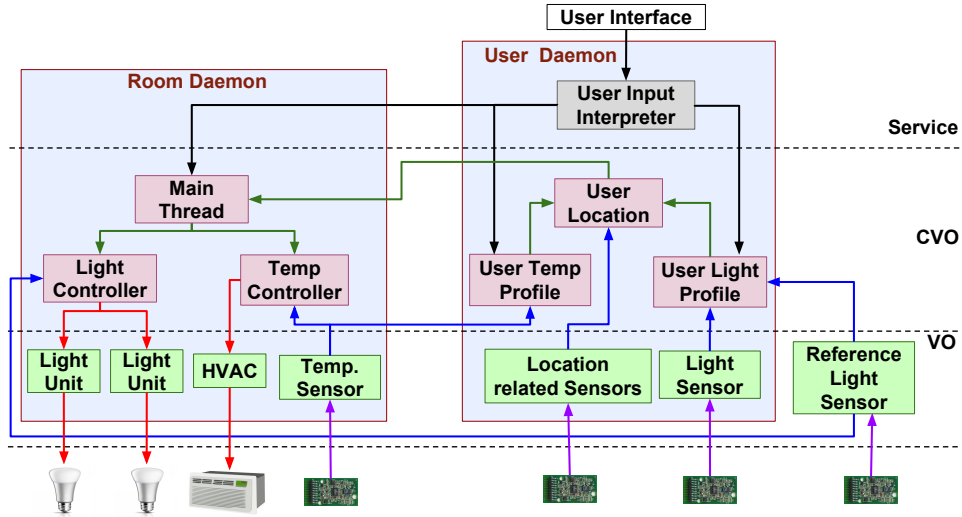 User Interface
User Daemon
Room Daemon
User Input
Interpreter
Service
Main
Thread
User
Location
CVO
Light
Controller
Temp
Controller
User Temp
Profile
User Light
Profile
VO
Light
Unit
Light
Unit
HVAC
Temp.
Sensor
Location
related Sensors
Light
Sensor
Reference
Light
Sensor